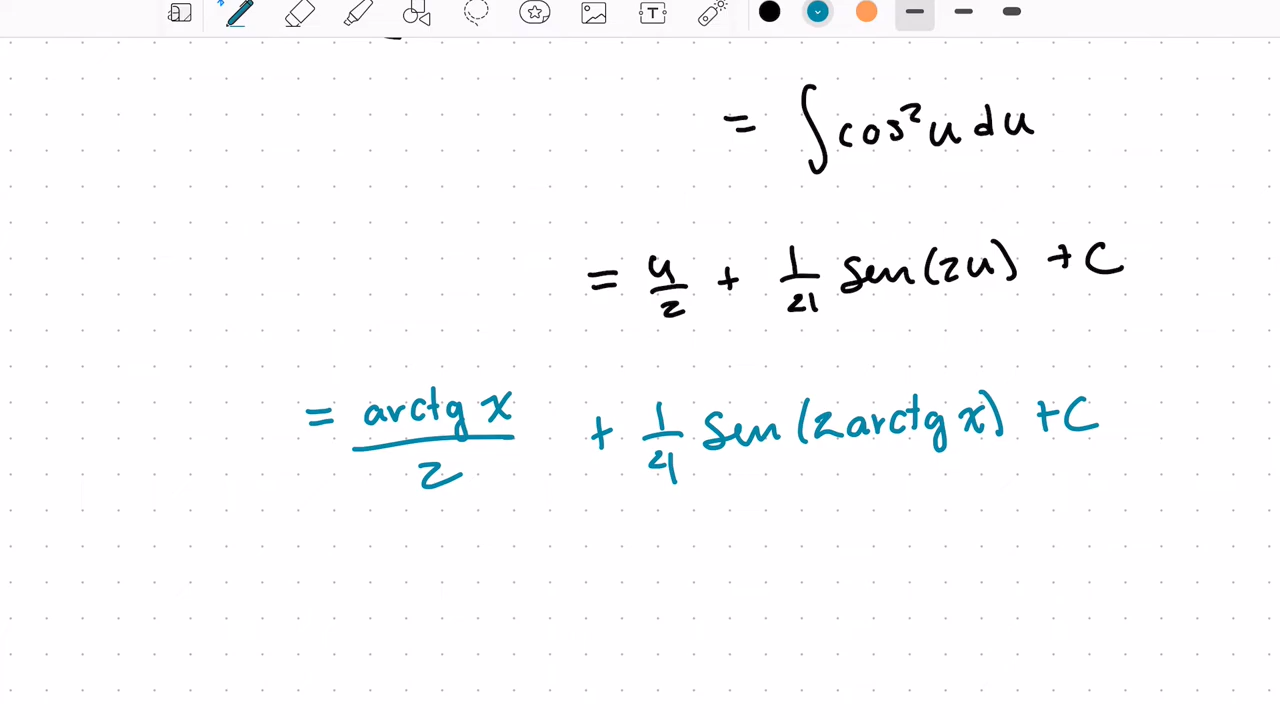 = ∫cos²u du
= u/2 + 1/4 sen(2u) + C
= arctg x/2 + 1/4 sen(2arctg x) + C